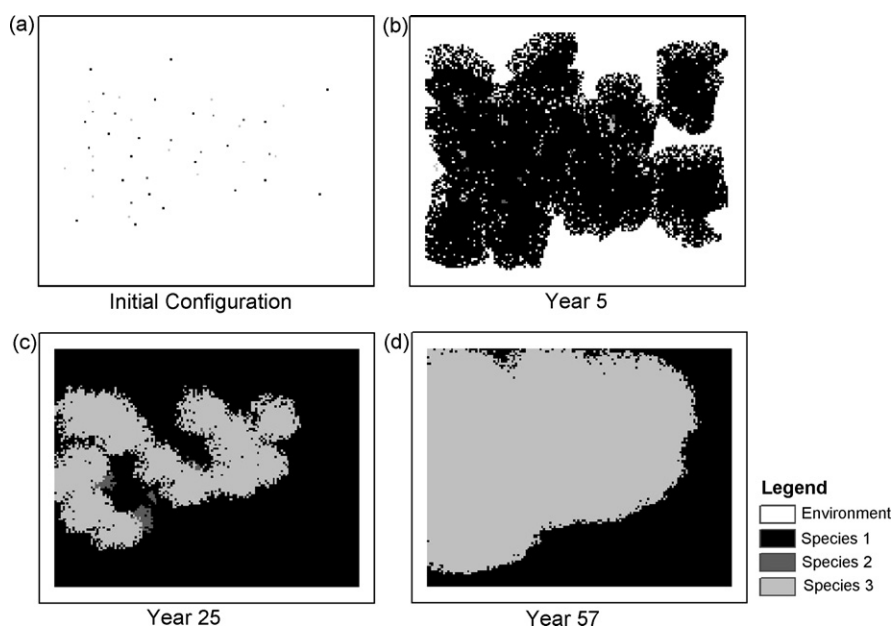 (a)
(b)
Initial Configuration
Year 5
(c)
(d)
Year 25
Year 57
Legend
Environment
Species 1
Species 2
Species 3